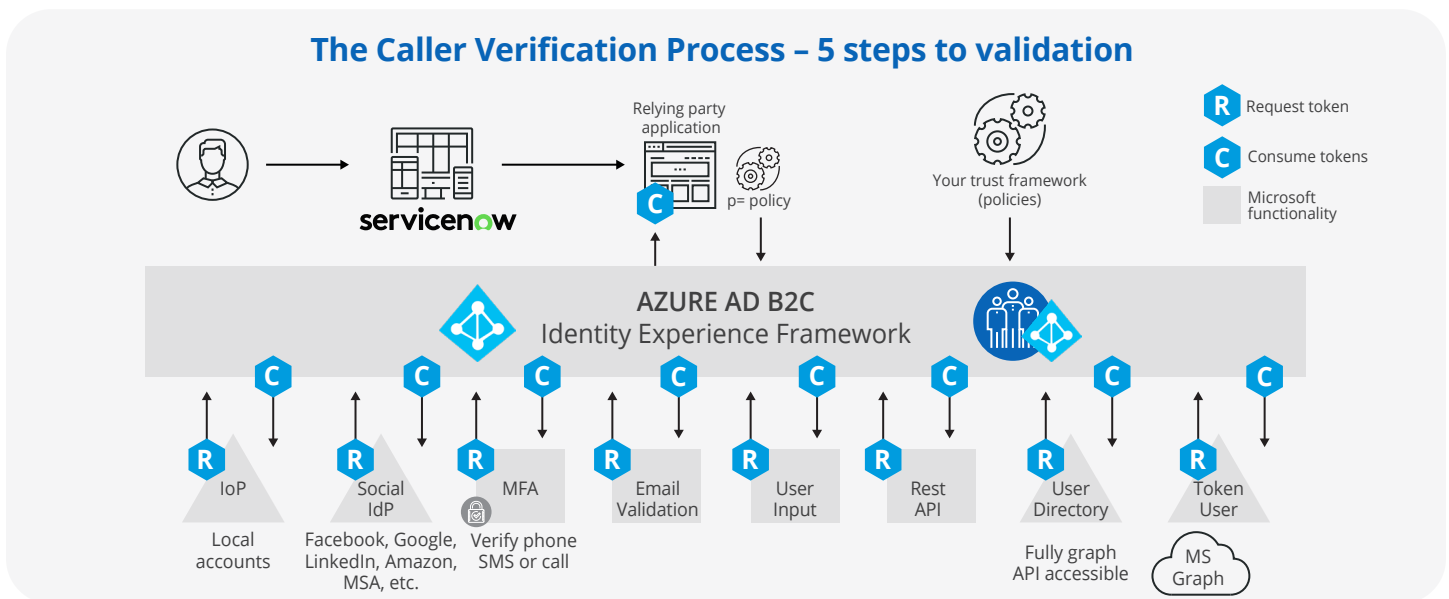 The Caller Verification Process – 5 steps to validation
Relying party
application
C
p= policy
servicenow
Your trust framework
(policies)
R Request token
C Consume tokens
Microsoft
functionality
AZURE AD B2C
Identity Experience Framework
C C C C C C C C
R R R R R R R R
IoP
Local
accounts
Social
IdP
Facebook, Google,
LinkedIn, Amazon,
MSA, etc.
MFA
Verify phone
SMS or call
Email
Validation
User
Input
Rest
API
User
Directory
Fully graph
API accessible
Token
User
MS
Graph